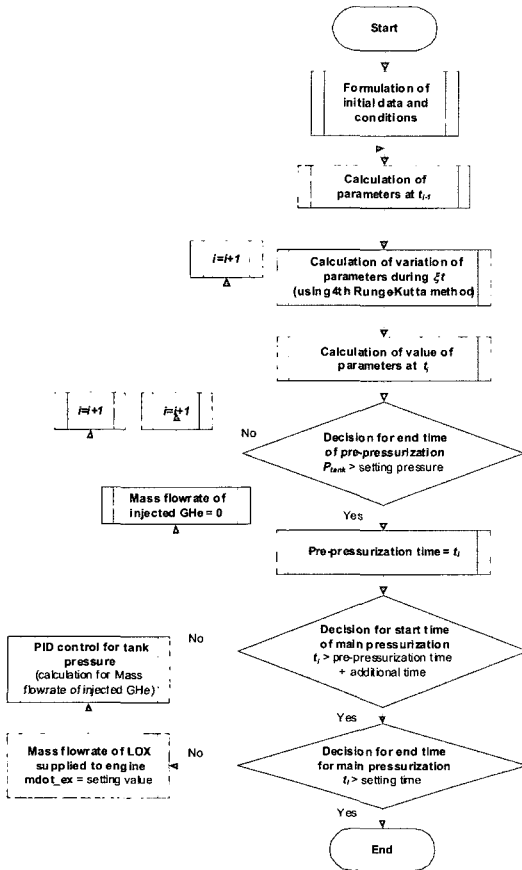 Start
Formulation of
initial data and
conditions
Calculation of
parameters at t i-1
i=i+1
Calculation of variation of
parameters during ξt
(using 4th Runge-Kutta method)
Calculation of value of
parameters at t i
i=i+1
i=i+1
No
Decision for end time
of pre-pressurization
P tank > setting pressure
Mass flowrate of
injected GHe = 0
Yes
Pre-pressurization time = t i
No
Decision for start time
of main pressurization
t i > pre-pressurization time
+ additional time
PID control for tank
pressure
(calculation for Mass
flowrate of injected GHe)
Yes
Mass flowrate of LOX
supplied to engine
mdot_ex = setting value
No
Decision for end time
for main pressurization
t i > setting time
Yes
End